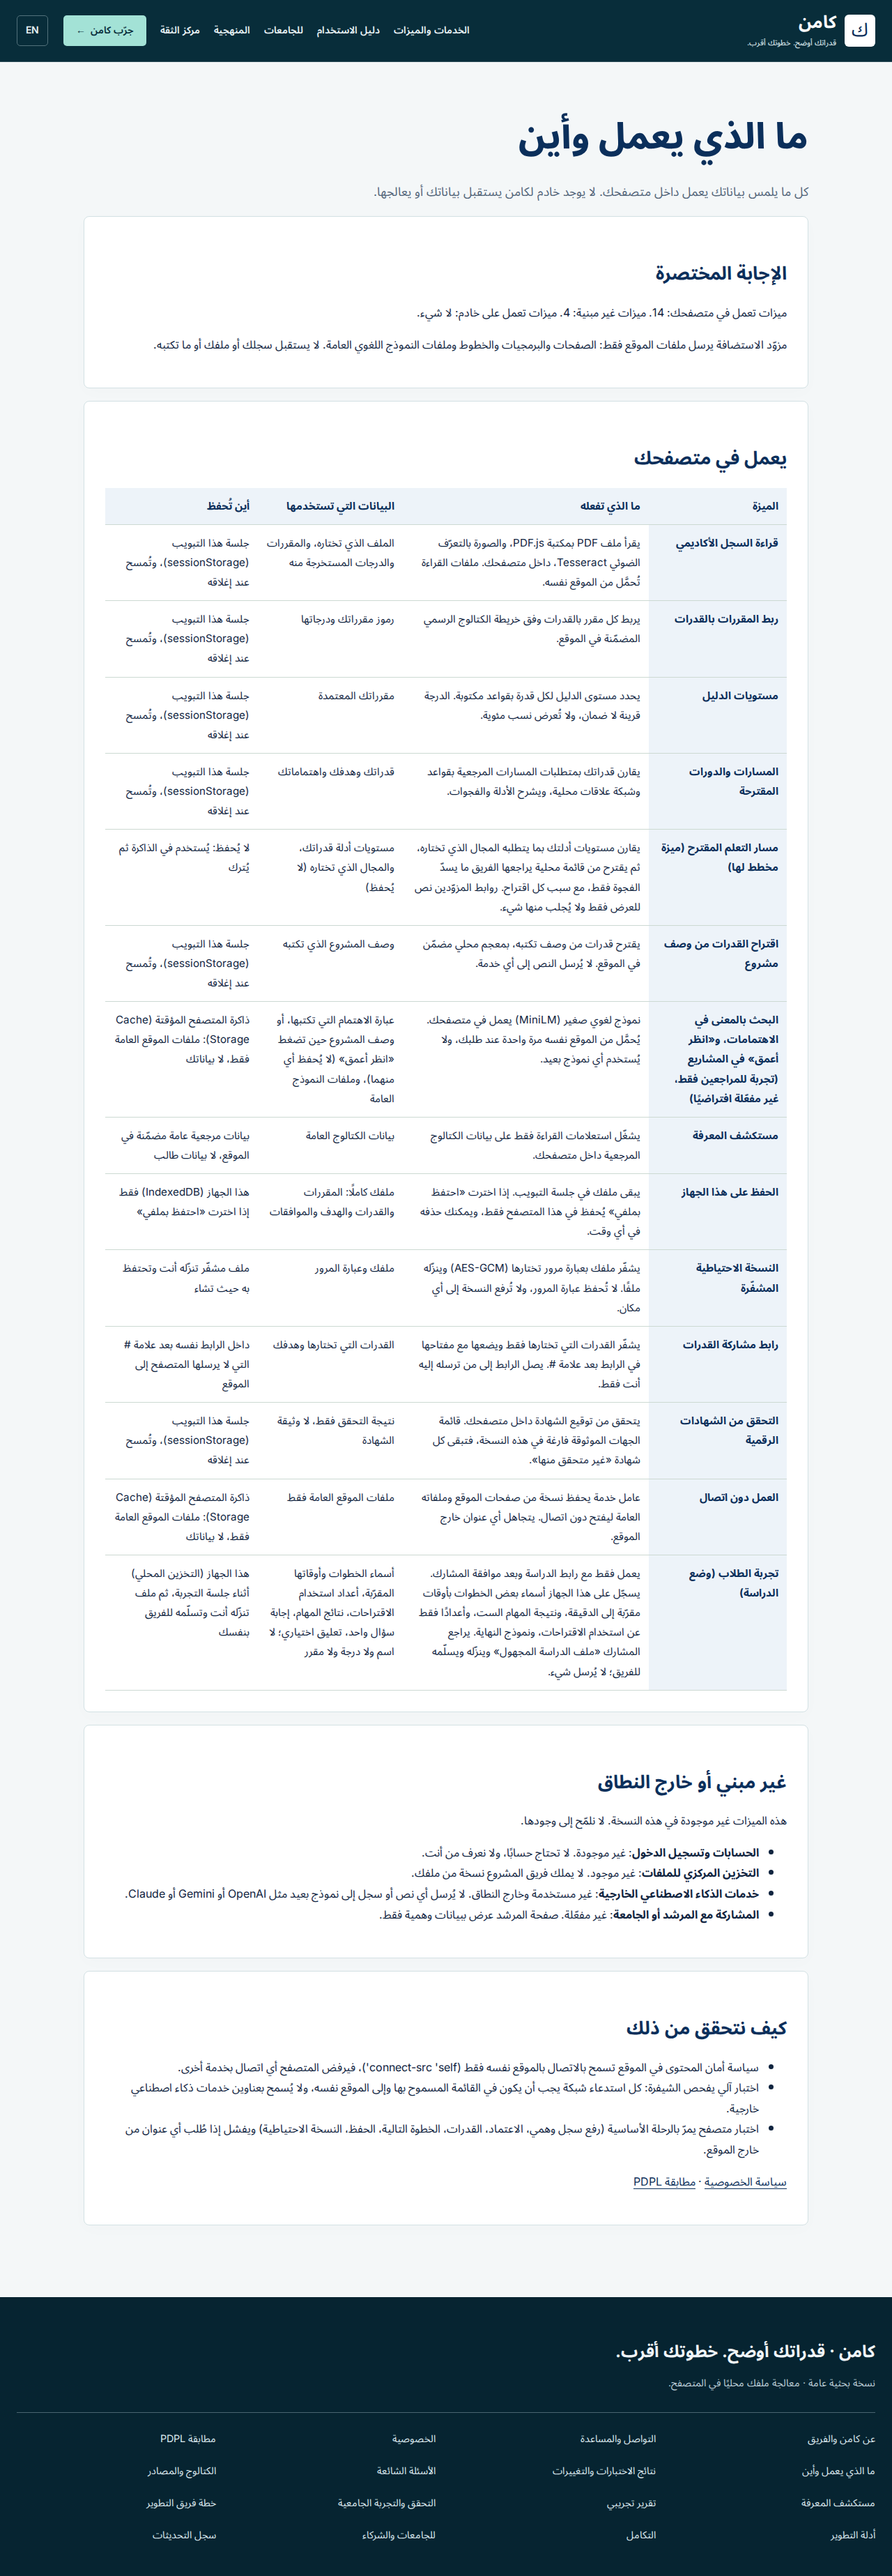 كامن
قدراتك أوضح. خطوتك أقرب.
الخدمات والميزات
دليل الاستخدام
للجامعات
المنهجية
مركز الثقة
جرّب كامن ←
EN
ما الذي يعمل وأين
كل ما يلمس بياناتك يعمل داخل متصفحك. لا يوجد خادم لكامن يستقبل بياناتك أو يعالجها.
الإجابة المختصرة
ميزات تعمل في متصفحك: 14. ميزات غير مبنية: 4. ميزات تعمل على خادم: لا شيء.
مزوّد الاستضافة يرسل ملفات الموقع فقط: الصفحات والبرمجيات والخطوط وملفات النموذج اللغوي العامة. لا يستقبل سجلك أو ملفك أو ما تكتبه.
يعمل في متصفحك
الميزة
ما الذي تفعله
البيانات التي تستخدمها
أين تُحفظ
قراءة السجل الأكاديمي
يقرأ ملف PDF بمكتبة PDF.js، والصورة بالتعرّف
الضوئي Tesseract، داخل متصفحك. ملفات القراءة
تُحمَّل من الموقع نفسه.
الملف الذي تختاره، والمقررات
والدرجات المستخرجة منه
جلسة هذا التبويب
(sessionStorage)، وتُمسح
عند إغلاقه
ربط المقررات بالقدرات
يربط كل مقرر بالقدرات وفق خريطة الكتالوج الرسمي
المضمّنة في الموقع.
رموز مقرراتك ودرجاتها
جلسة هذا التبويب
(sessionStorage)، وتُمسح
عند إغلاقه
مستويات الدليل
يحدد مستوى الدليل لكل قدرة بقواعد مكتوبة. الدرجة
قرينة لا ضمان، ولا تُعرض نسب مئوية.
مقرراتك المعتمدة
جلسة هذا التبويب
(sessionStorage)، وتُمسح
عند إغلاقه
المسارات والدورات
المقترحة
يقارن قدراتك بمتطلبات المسارات المرجعية بقواعد
وشبكة علاقات محلية، ويشرح الأدلة والفجوات.
قدراتك وهدفك واهتماماتك
جلسة هذا التبويب
(sessionStorage)، وتُمسح
عند إغلاقه
مسار التعلم المقترح (ميزة
مخطط لها)
يقارن مستويات أدلتك بما يتطلبه المجال الذي تختاره،
ثم يقترح من قائمة محلية يراجعها الفريق ما يسدّ
الفجوة فقط، مع سبب كل اقتراح. روابط المزوّدين نص
للعرض فقط ولا يُجلب منها شيء.
مستويات أدلة قدراتك،
والمجال الذي تختاره (لا
يُحفظ)
لا يُحفظ: يُستخدم في الذاكرة ثم
يُترك
اقتراح القدرات من وصف
مشروع
يقترح قدرات من وصف تكتبه، بمعجم محلي مضمّن
في الموقع. لا يُرسل النص إلى أي خدمة.
وصف المشروع الذي تكتبه
جلسة هذا التبويب
(sessionStorage)، وتُمسح
عند إغلاقه
البحث بالمعنى في
الاهتمامات، و«انظر
أعمق» في المشاريع
(تجربة للمراجعين فقط،
غير مفعّلة افتراضيًا)
نموذج لغوي صغير (MiniLM) يعمل في متصفحك.
يُحمَّل من الموقع نفسه مرة واحدة عند طلبك، ولا
يُستخدم أي نموذج بعيد.
عبارة الاهتمام التي تكتبها، أو
وصف المشروع حين تضغط
«انظر أعمق» (لا يُحفظ أي
منهما)، وملفات النموذج
العامة
ذاكرة المتصفح المؤقتة (Cache
Storage): ملفات الموقع العامة
فقط، لا بياناتك
مستكشف المعرفة
يشغّل استعلامات القراءة فقط على بيانات الكتالوج
المرجعية داخل متصفحك.
بيانات الكتالوج العامة
بيانات مرجعية عامة مضمّنة في
الموقع، لا بيانات طالب
الحفظ على هذا الجهاز
يبقى ملفك في جلسة التبويب. إذا اخترت «احتفظ
بملفي» يُحفظ في هذا المتصفح فقط، ويمكنك حذفه
في أي وقت.
ملفك كاملًا: المقررات
والقدرات والهدف والموافقات
هذا الجهاز (IndexedDB) فقط
إذا اخترت «احتفظ بملفي»
النسخة الاحتياطية
المشفّرة
يشفّر ملفك بعبارة مرور تختارها (AES-GCM) وينزّله
ملفًا. لا تُحفظ عبارة المرور، ولا تُرفع النسخة إلى أي
مكان.
ملفك وعبارة المرور
ملف مشفّر تنزّله أنت وتحتفظ
به حيث تشاء
رابط مشاركة القدرات
يشفّر القدرات التي تختارها فقط ويضعها مع مفتاحها
في الرابط بعد علامة #. يصل الرابط إلى من ترسله إليه
أنت فقط.
القدرات التي تختارها وهدفك
داخل الرابط نفسه بعد علامة #
التي لا يرسلها المتصفح إلى
الموقع
التحقق من الشهادات
الرقمية
يتحقق من توقيع الشهادة داخل متصفحك. قائمة
الجهات الموثوقة فارغة في هذه النسخة، فتبقى كل
شهادة «غير متحقق منها».
نتيجة التحقق فقط، لا وثيقة
الشهادة
جلسة هذا التبويب
(sessionStorage)، وتُمسح
عند إغلاقه
العمل دون اتصال
عامل خدمة يحفظ نسخة من صفحات الموقع وملفاته
العامة ليفتح دون اتصال. يتجاهل أي عنوان خارج
الموقع.
ملفات الموقع العامة فقط
ذاكرة المتصفح المؤقتة (Cache
Storage): ملفات الموقع العامة
فقط، لا بياناتك
تجربة الطلاب (وضع
الدراسة)
يعمل فقط مع رابط الدراسة وبعد موافقة المشارك.
يسجّل على هذا الجهاز أسماء بعض الخطوات بأوقات
مقرّبة إلى الدقيقة، ونتيجة المهام الست، وأعدادًا فقط
عن استخدام الاقتراحات، ونموذج النهاية. يراجع
المشارك «ملف الدراسة المجهول» وينزّله ويسلّمه
للفريق؛ لا يُرسل شيء.
أسماء الخطوات وأوقاتها
المقرّبة، أعداد استخدام
الاقتراحات، نتائج المهام، إجابة
سؤال واحد، تعليق اختياري؛ لا
اسم ولا درجة ولا مقرر
هذا الجهاز (التخزين المحلي)
أثناء جلسة التجربة، ثم ملف
تنزّله أنت وتسلّمه للفريق
بنفسك
غير مبني أو خارج النطاق
هذه الميزات غير موجودة في هذه النسخة. لا نلمّح إلى وجودها.
الحسابات وتسجيل الدخول: غير موجودة. لا تحتاج حسابًا، ولا نعرف من أنت.
التخزين المركزي للملفات: غير موجود. لا يملك فريق المشروع نسخة من ملفك.
خدمات الذكاء الاصطناعي الخارجية: غير مستخدمة وخارج النطاق. لا يُرسل أي نص أو سجل إلى نموذج بعيد مثل OpenAI أو Gemini أو Claude.
المشاركة مع المرشد أو الجامعة: غير مفعّلة. صفحة المرشد عرض ببيانات وهمية فقط.
كيف نتحقق من ذلك
سياسة أمان المحتوى في الموقع تسمح بالاتصال بالموقع نفسه فقط (connect-src 'self')، فيرفض المتصفح أي اتصال بخدمة أخرى.
اختبار آلي يفحص الشيفرة: كل استدعاء شبكة يجب أن يكون في القائمة المسموح بها وإلى الموقع نفسه، ولا يُسمح بعناوين خدمات ذكاء اصطناعي
خارجية.
اختبار متصفح يمرّ بالرحلة الأساسية (رفع سجل وهمي، الاعتماد، القدرات، الخطوة التالية، الحفظ، النسخة الاحتياطية) ويفشل إذا طُلب أي عنوان من
خارج الموقع.
سياسة الخصوصية · مطابقة PDPL
كامن · قدراتك أوضح. خطوتك أقرب.
نسخة بحثية عامة · معالجة ملفك محليًا في المتصفح.
عن كامن والفريق
التواصل والمساعدة
الخصوصية
مطابقة PDPL
ما الذي يعمل وأين
نتائج الاختبارات والتغييرات
الأسئلة الشائعة
الكتالوج والمصادر
مستكشف المعرفة
تقرير تجريبي
التحقق والتجربة الجامعية
خطة فريق التطوير
أدلة التطوير
التكامل
للجامعات والشركاء
سجل التحديثات